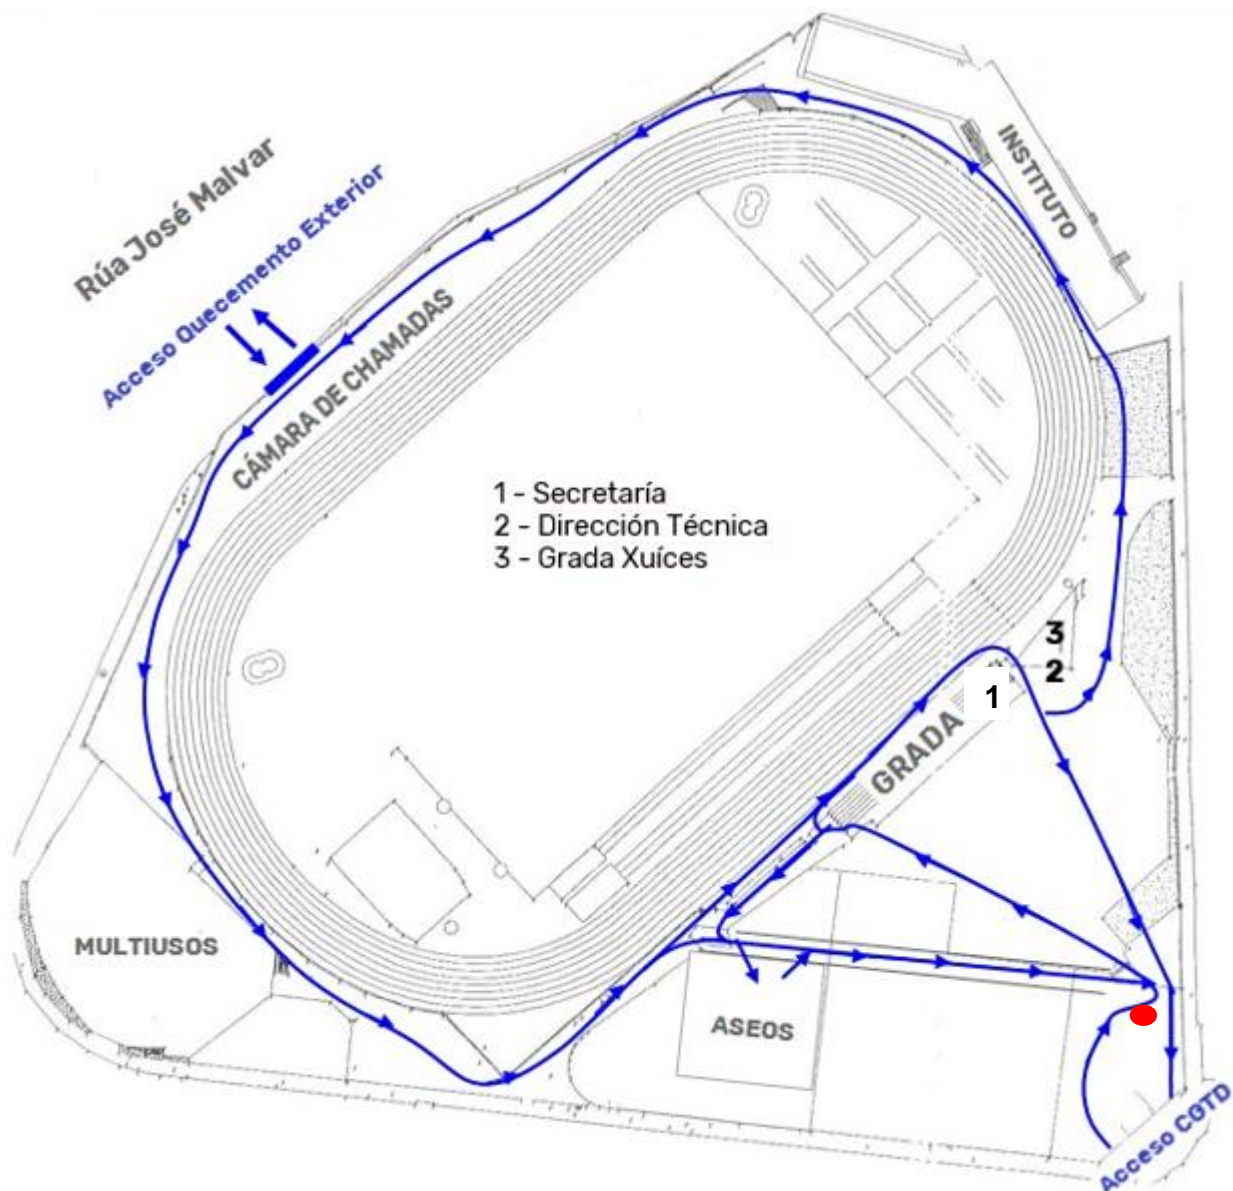 Rúa José Malvar
Acceso Quecemento Exterior
INSTITUTO
CÁMARA DE CHAMADAS
1 - Secretaría
2 - Dirección Técnica
3 - Grada Xuíces
3
2
1
GRADA
MULTIUSOS
ASEOS
Acceso CGTD